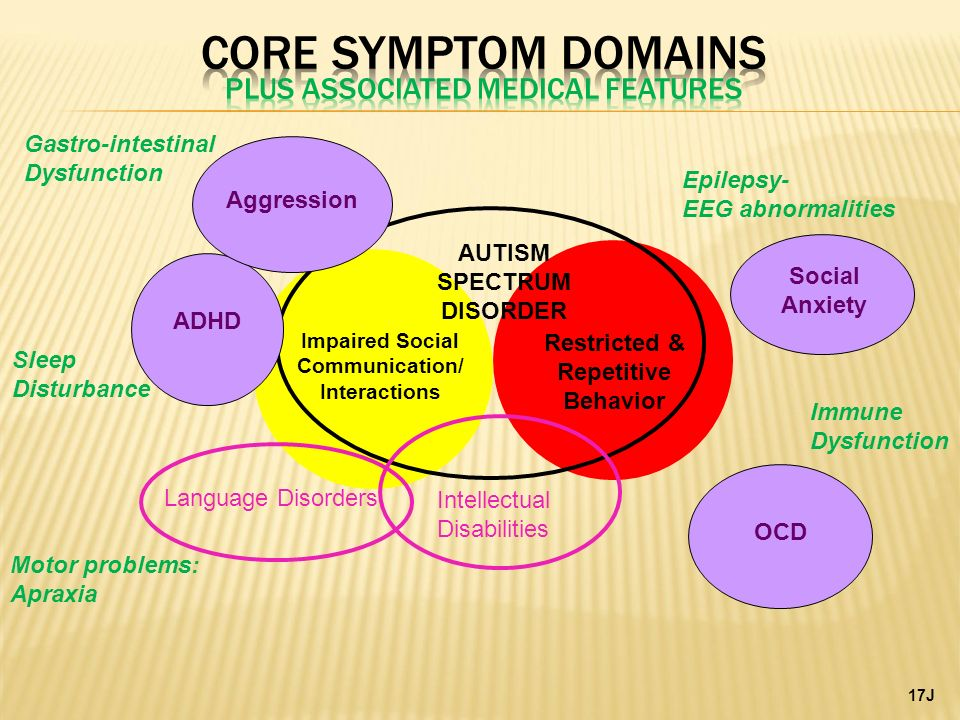 CORE SYMPTOM DOMAINS
PLUS ASSOCIATED MEDICAL FEATURES
Gastro-intestinal
Dysfunction
Aggression
Epilepsy-
EEG abnormalities
AUTISM
SPECTRUM
DISORDER
Social
Anxiety
ADHD
Impaired Social
Communication/
Interactions
Restricted &
Repetitive
Behavior
Sleep
Disturbance
Immune
Dysfunction
Language Disorders
Intellectual
Disabilities
OCD
Motor problems:
Apraxia
17J